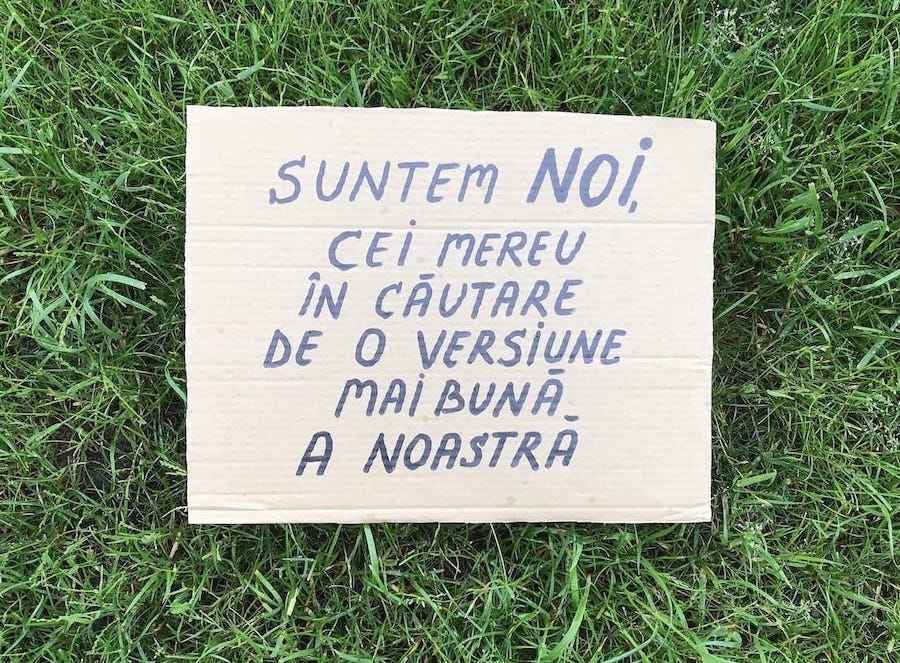 SUNTEM NOI,
CEI MEREU
ÎN CĂUTARE
DE O VERSIUNE
MAI BUNĂ
A NOASTRĂ